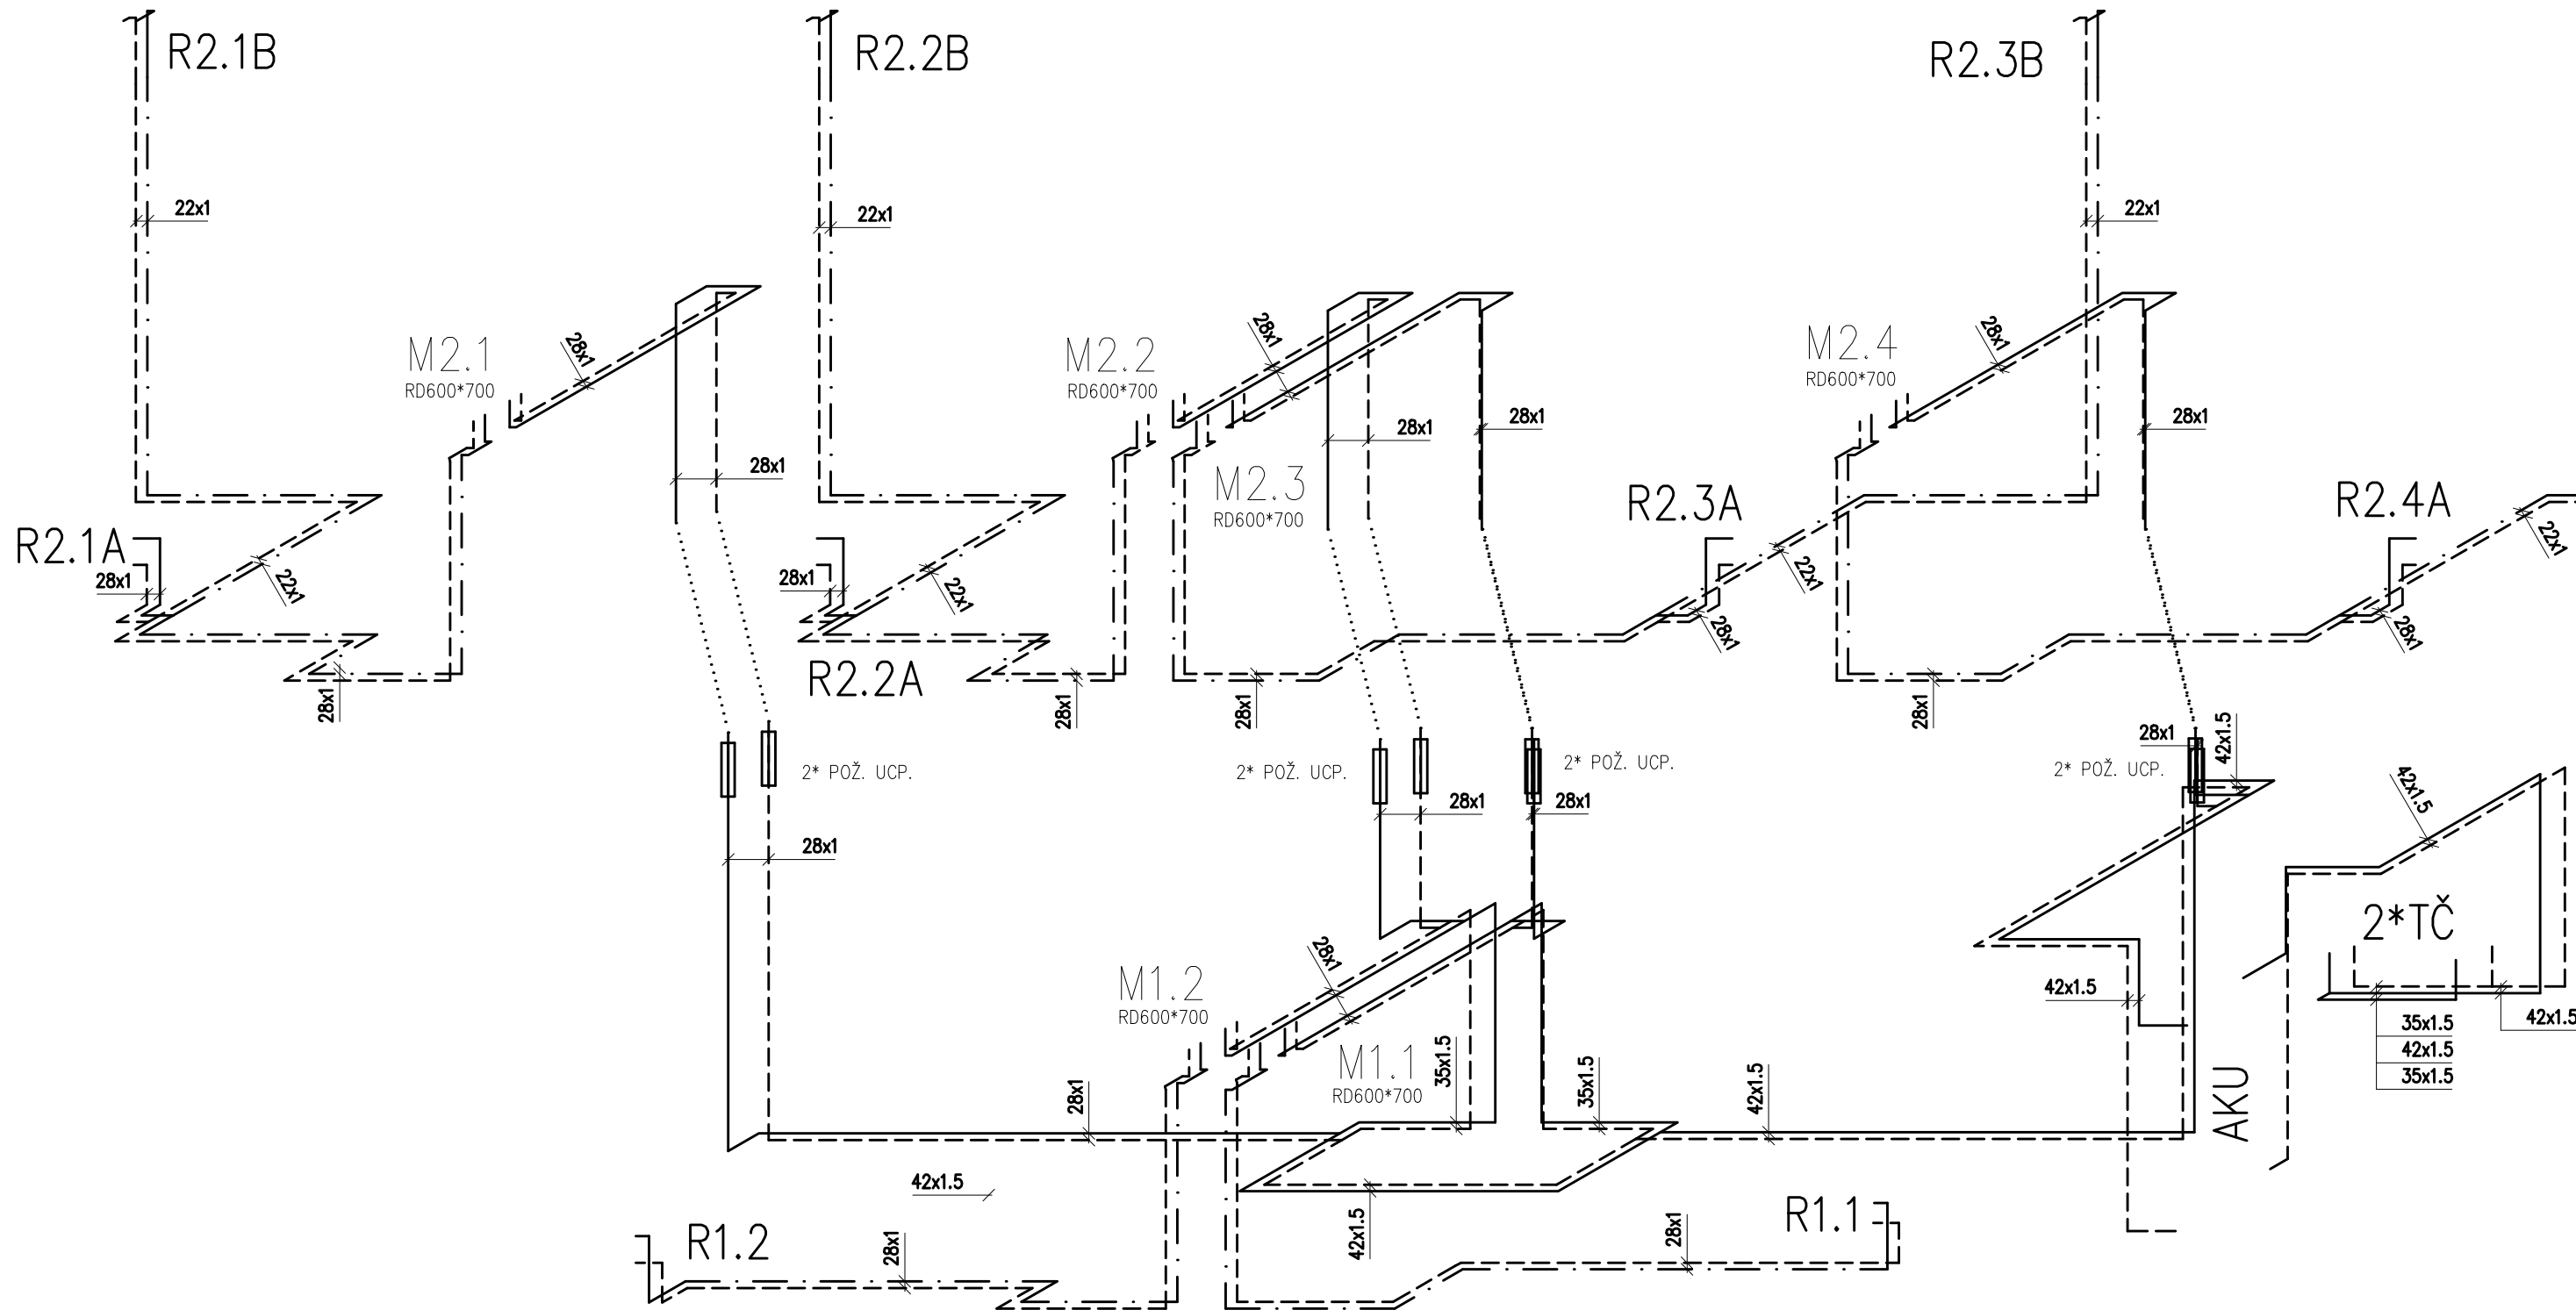 R2.1B
R2.2B
R2.3B
22x1
22x1
22x1
M2.1
RD600*700
28x1
M2.2
RD600*700
28x1
M2.4
RD600*700
28x1
28x1
28x1
28x1
28x1
M2.3
RD600*700
R2.3A
R2.4A
R2.1A
28x1
22x1
28x1
22x1
22x1
22x1
28x1
28x1
R2.2A
28x1
28x1
28x1
28x1
2* POŽ. UCP.
2* POŽ. UCP.
2* POŽ. UCP.
2* POŽ. UCP.
28x1
42x1.5
42x1.5
28x1
28x1
28x1
2*TČ
28x1
M1.2
RD600*700
42x1.5
35x1.5
42x1.5
35x1.5
42x1.5
M1.1
RD600*700
35x1.5
35x1.5
42x1.5
28x1
AKU
42x1.5
R1.2
28x1
42x1.5
28x1
R1.1